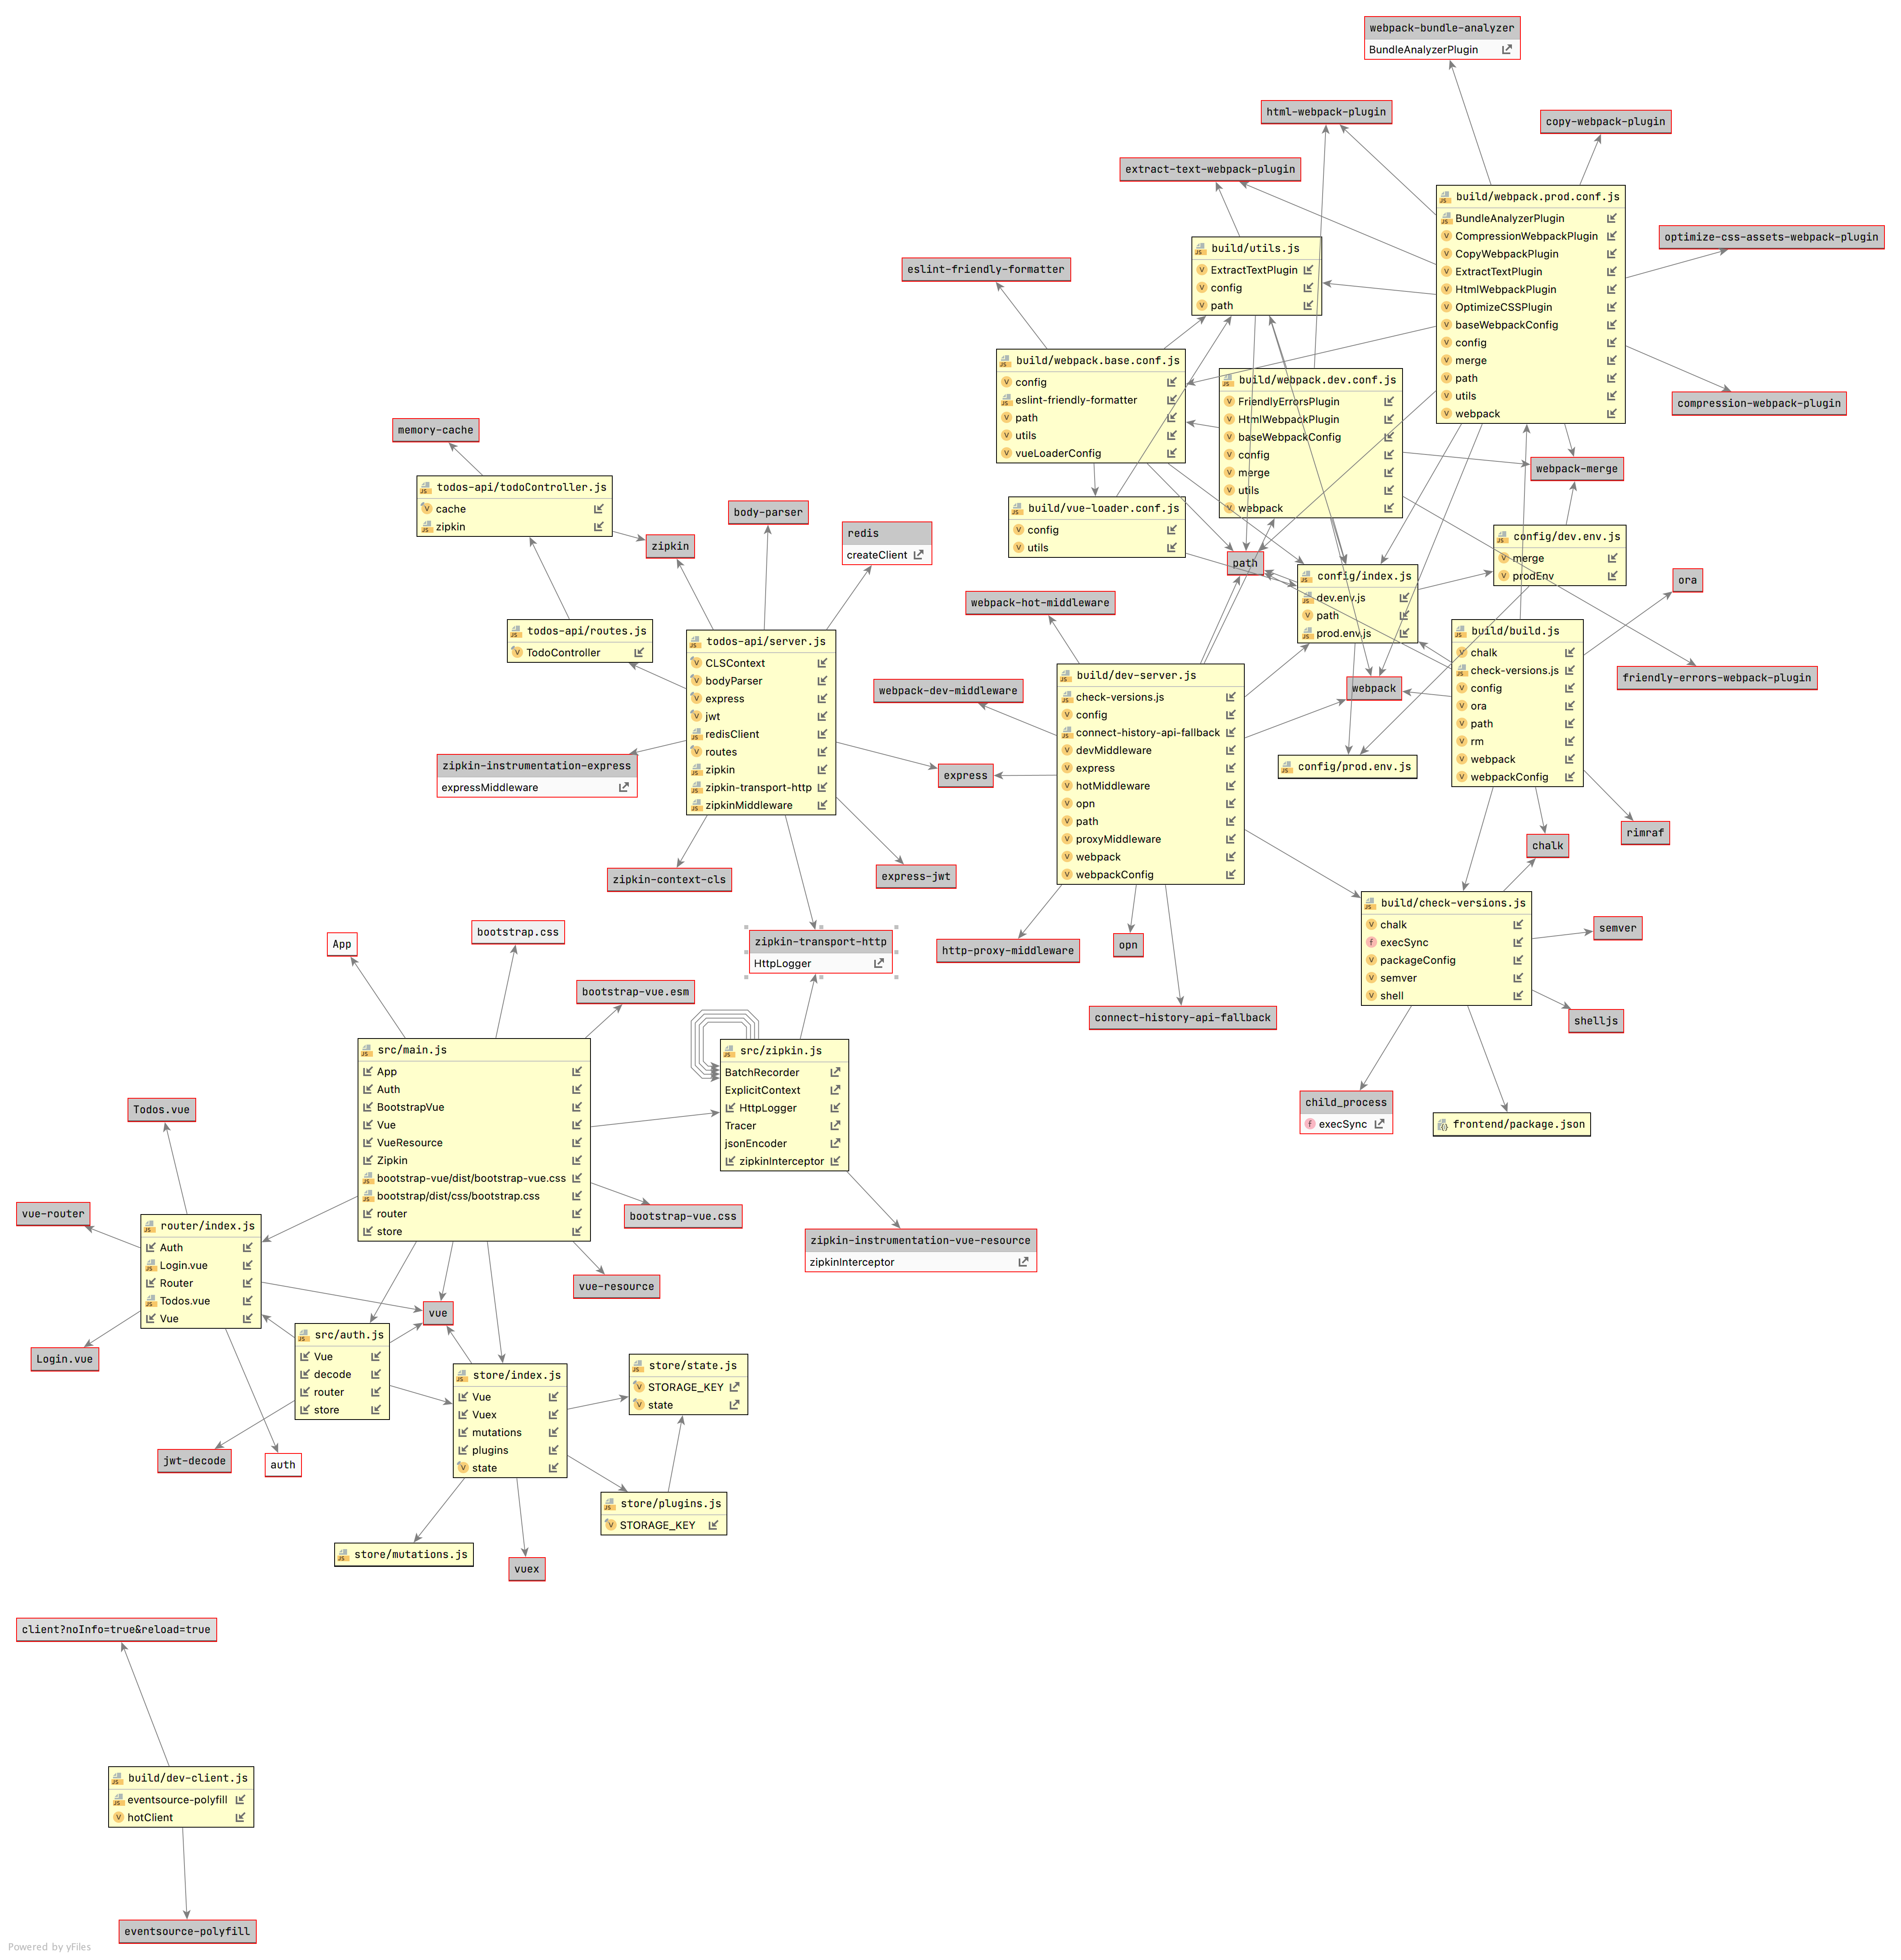 webpack-bundle-analyzer
BundleAnalyzerPlugin
html-webpack-plugin
copy-webpack-plugin
extract-text-webpack-plugin
build/webpack.prod.conf.js
BundleAnalyzerPlugin
CompressionWebpackPlugin
CopyWebpackPlugin
ExtractTextPlugin
HtmlWebpackPlugin
OptimizeCSSPlugin
baseWebpackConfig
config
merge
path
utils
webpack
optimize-css-assets-webpack-plugin
build/utils.js
ExtractTextPlugin
config
path
eslint-friendly-formatter
build/webpack.base.conf.js
config
eslint-friendly-formatter
path
utils
vueLoaderConfig
build/webpack.dev.conf.js
FriendlyErrorsPlugin
HtmlWebpackPlugin
baseWebpackConfig
config
merge
utils
webpack
compression-webpack-plugin
memory-cache
webpack-merge
todos-api/todoController.js
cache
zipkin
body-parser
build/vue-loader.conf.js
config
utils
redis
createClient
config/dev.env.js
merge
prodEnv
zipkin
path
config/index.js
dev.env.js
path
prod.env.js
ora
webpack-hot-middleware
todos-api/routes.js
TodoController
todos-api/server.js
CLSContext
bodyParser
express
jwt
redisClient
routes
zipkin
zipkin-transport-http
zipkinMiddleware
build/build.js
chalk
check-versions.js
config
ora
path
rm
webpack
webpackConfig
build/dev-server.js
check-versions.js
config
connect-history-api-fallback
devMiddleware
express
hotMiddleware
opn
path
proxyMiddleware
webpack
webpackConfig
friendly-errors-webpack-plugin
webpack-dev-middleware
webpack
zipkin-instrumentation-express
expressMiddleware
express
config/prod.env.js
rimraf
chalk
zipkin-context-cls
express-jwt
build/check-versions.js
chalk
execSync
packageConfig
semver
shell
semver
bootstrap.css
App
zipkin-transport-http
HttpLogger
http-proxy-middleware
opn
bootstrap-vue.esm
connect-history-api-fallback
shelljs
src/main.js
App
Auth
BootstrapVue
Vue
VueResource
Zipkin
bootstrap-vue/dist/bootstrap-vue.css
bootstrap/dist/css/bootstrap.css
router
store
src/zipkin.js
BatchRecorder
ExplicitContext
HttpLogger
Tracer
jsonEncoder
zipkinInterceptor
child_process
execSync
frontend/package.json
Todos.vue
vue-router
router/index.js
Auth
Login.vue
Router
Todos.vue
Vue
bootstrap-vue.css
zipkin-instrumentation-vue-resource
zipkinInterceptor
vue-resource
vue
src/auth.js
Vue
decode
router
store
Login.vue
store/index.js
Vue
Vuex
mutations
plugins
state
store/state.js
STORAGE_KEY
state
jwt-decode
auth
store/plugins.js
STORAGE_KEY
store/mutations.js
vuex
client?noInfo=true&reload=true
build/dev-client.js
eventsource-polyfill
hotClient
eventsource-polyfill
Powered by yFiles